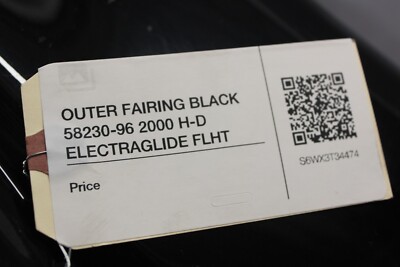 OUTER FAIRING BLACK
58230-96 2000 H-D
ELECTRAGLIDE FLHT
Price
S6WX3T34474